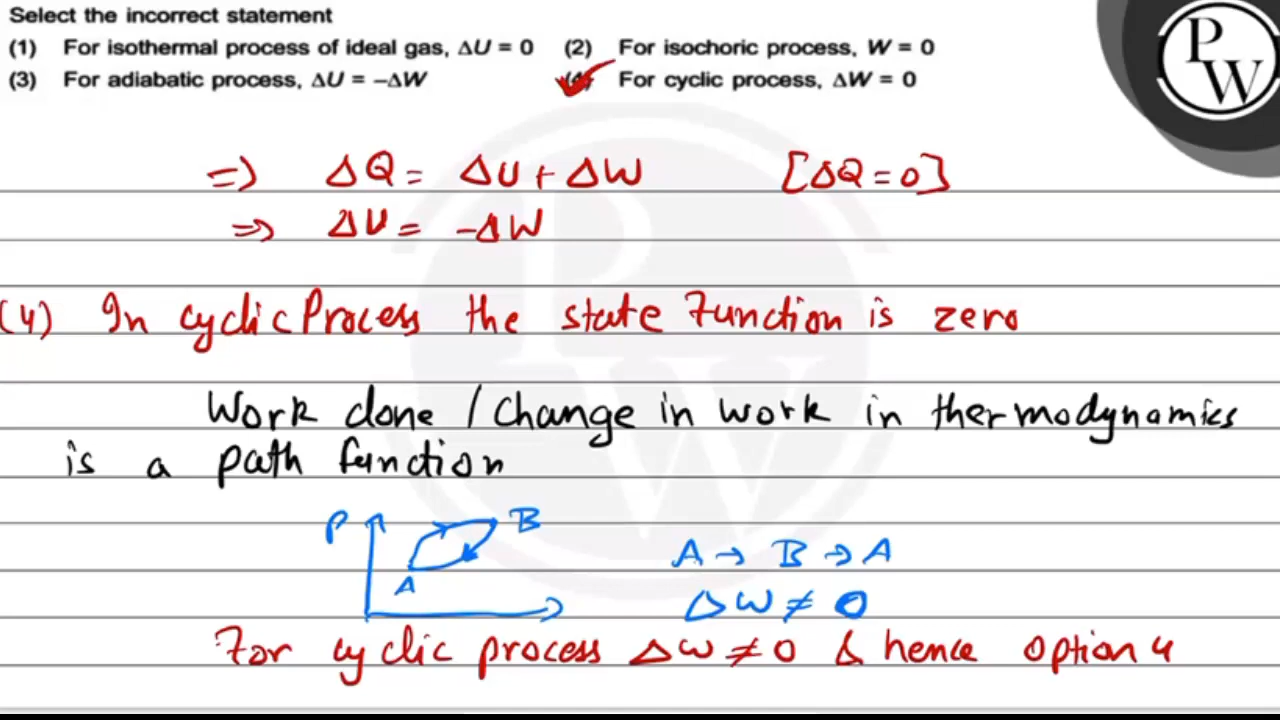 Select the incorrect statement
(1) For isothermal process of ideal gas, ΔU = 0 (2) For isochoric process, W = 0
(3) For adiabatic process, ΔU = –ΔW (4) For cyclic process, ΔW = 0
P
W
⇒ ΔQ = ΔU + ΔW [ΔQ = 0]
⇒ ΔU = -ΔW
(4) In cyclic Process the state Function is zero
Work done / Change in work in thermodynamics
is a path function
P B
A
A → B → A
ΔW ≠ 0
For cyclic process ΔW ≠ 0 & hence option 4